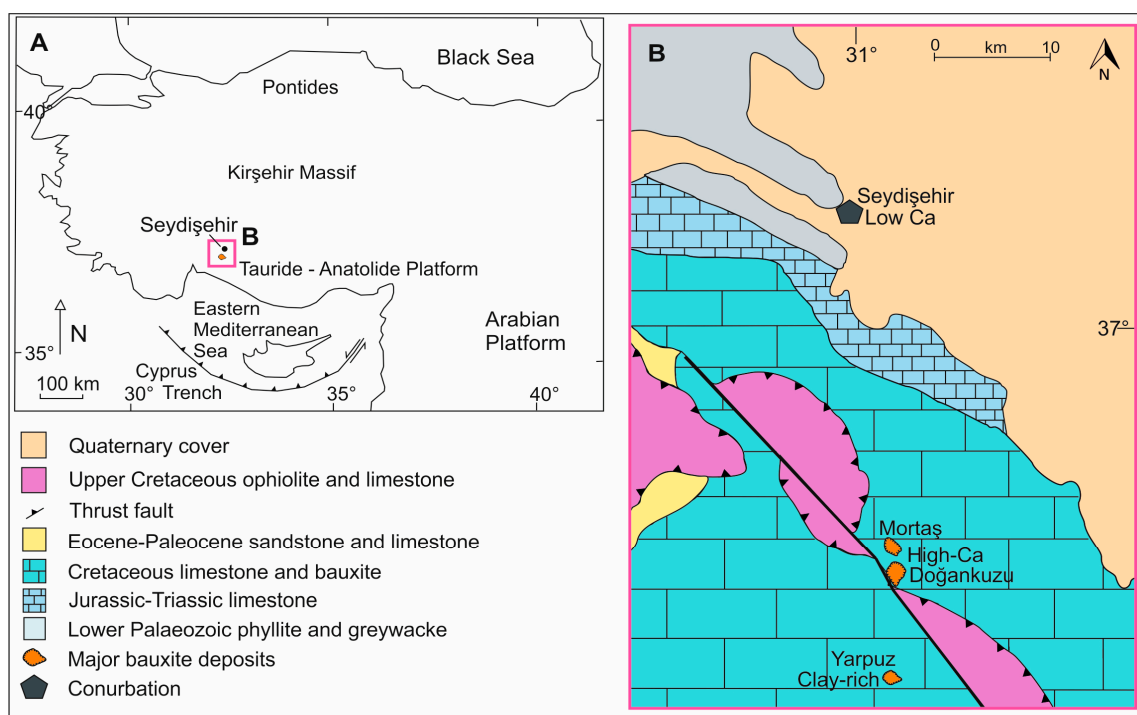 A
Black Sea
Pontides
40°
Kirşehir Massif
Seydişehir
B
Tauride - Anatolide Platform
Eastern
Mediterranean
Sea
Arabian
Platform
N
35°
Cyprus
Trench
100 km
30°
35°
40°
Quaternary cover
Upper Cretaceous ophiolite and limestone
Thrust fault
Eocene-Paleocene sandstone and limestone
Cretaceous limestone and bauxite
Jurassic-Triassic limestone
Lower Palaeozoic phyllite and greywacke
Major bauxite deposits
Conurbation
B
31°
0 km 10
N
Seydişehir
Low Ca
37°
Mortaş
High-Ca
Doğankuzu
Yarpuz
Clay-rich